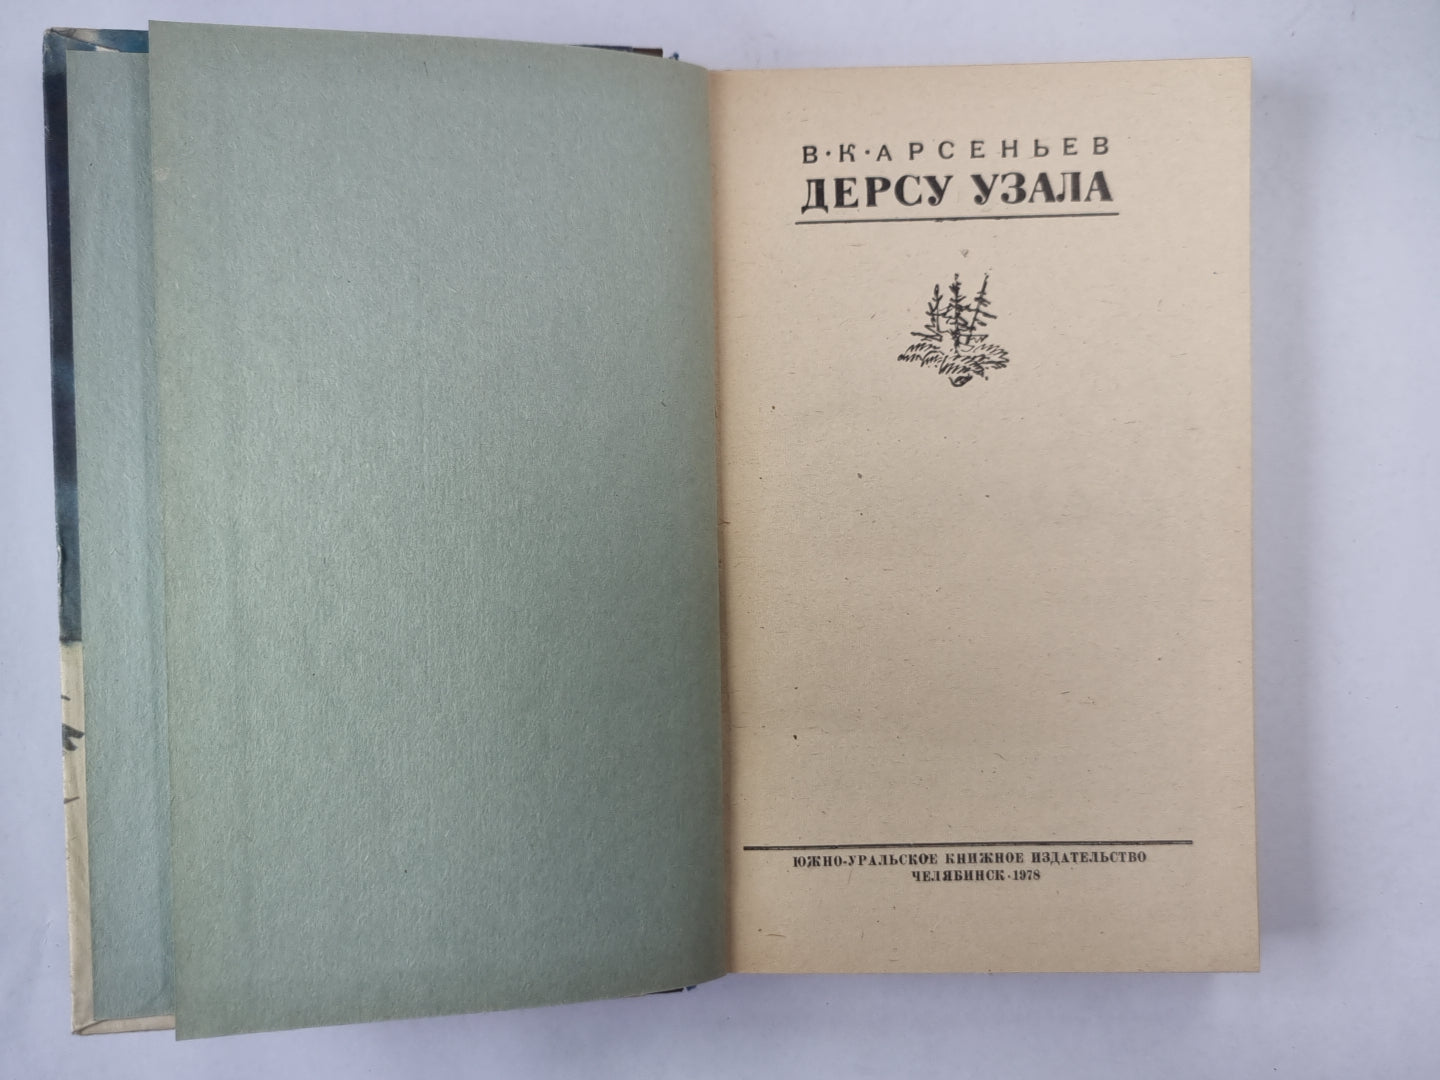 В·К·АРСЕНЬЕВ
ДЕРСУ УЗАЛА
ЮЖНО-УРАЛЬСКОЕ КНИЖНОЕ ИЗДАТЕЛЬСТВО
ЧЕЛЯБИНСК·1978